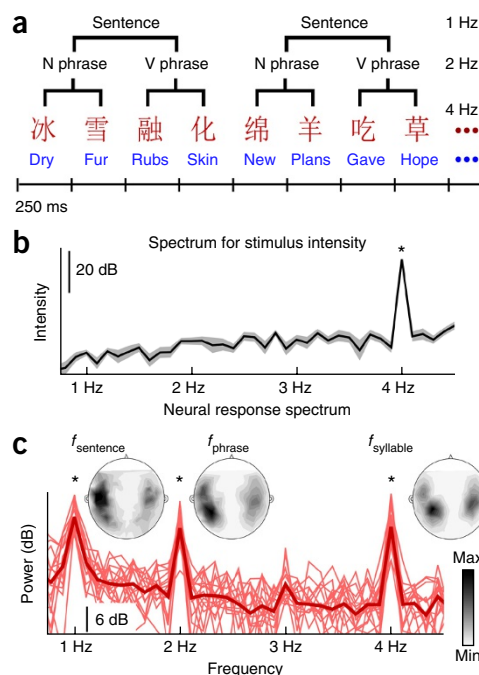 a
Sentence Sentence 1 Hz
N phrase V phrase N phrase V phrase 2 Hz
4 Hz
冰 雪 融 化 绵 羊 吃 草 •••
Dry Fur Rubs Skin New Plans Gave Hope •••
250 ms
b
Spectrum for stimulus intensity
*
20 dB
Intensity
1 Hz 2 Hz 3 Hz 4 Hz
Neural response spectrum
c
fsentence fphrase fsyllable
* * *
Power (dB)
Max
6 dB
Min
1 Hz 2 Hz 3 Hz 4 Hz
Frequency